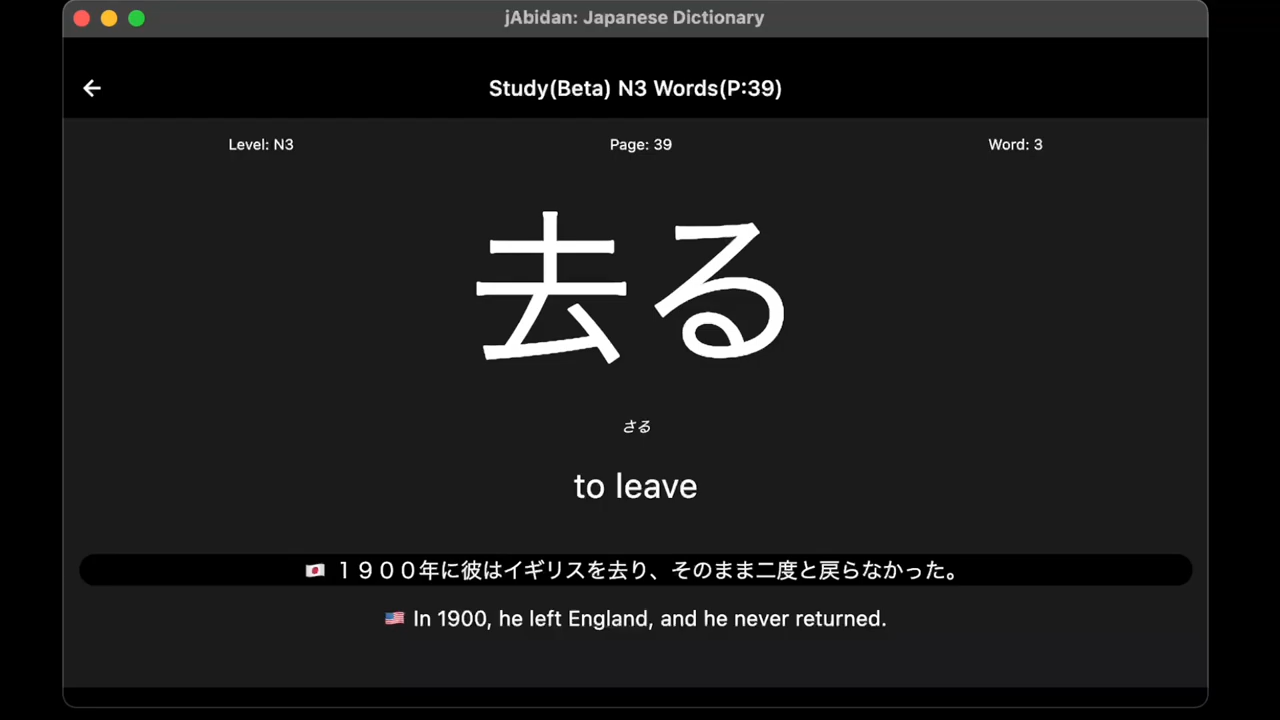 jAbidan: Japanese Dictionary
Study(Beta) N3 Words(P:39)
Level: N3
Page: 39
Word: 3
去る
さる
to leave
１９００年に彼はイギリスを去り、そのまま二度と戻らなかった。
In 1900, he left England, and he never returned.